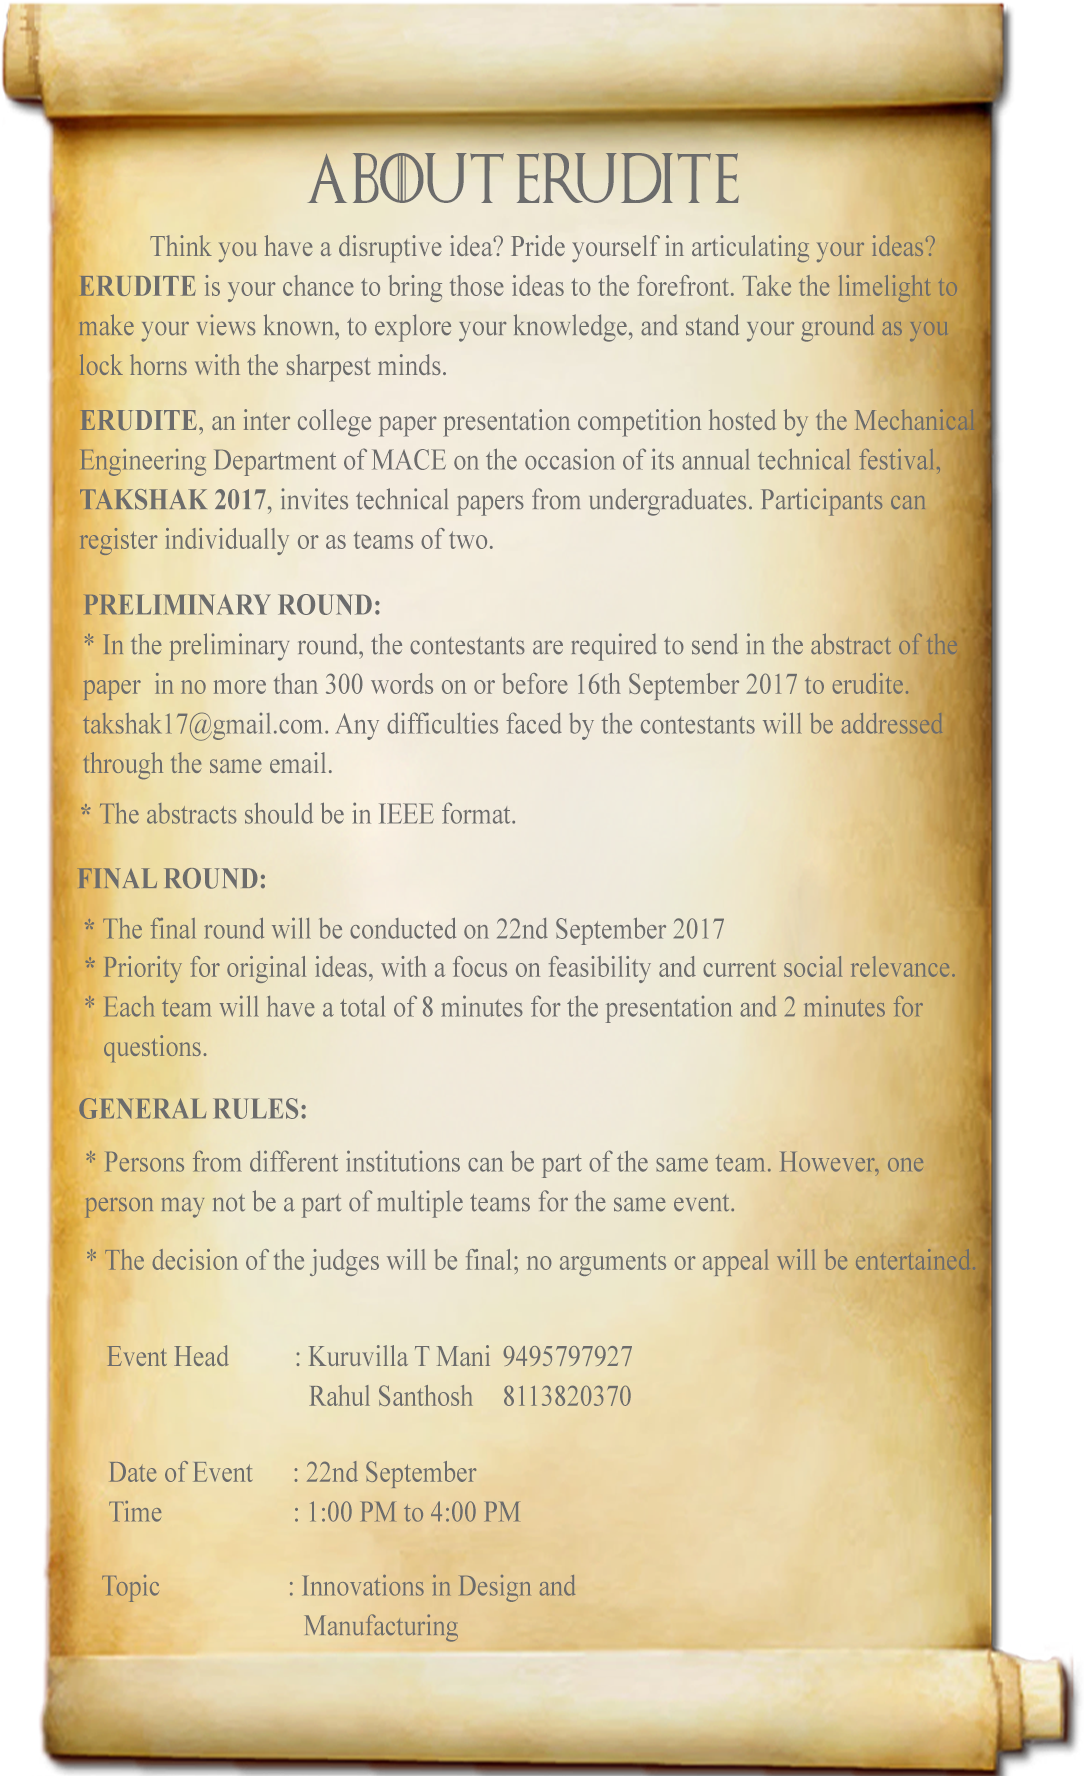 ABOUT ERUDITE
Think you have a disruptive idea? Pride yourself in articulating your ideas?
ERUDITE is your chance to bring those ideas to the forefront. Take the limelight to
make your views known, to explore your knowledge, and stand your ground as you
lock horns with the sharpest minds.
ERUDITE, an inter college paper presentation competition hosted by the Mechanical
Engineering Department of MACE on the occasion of its annual technical festival,
TAKSHAK 2017, invites technical papers from undergraduates. Participants can
register individually or as teams of two.
PRELIMINARY ROUND:
* In the preliminary round, the contestants are required to send in the abstract of the
paper in no more than 300 words on or before 16th September 2017 to erudite.
takshak17@gmail.com. Any difficulties faced by the contestants will be addressed
through the same email.
* The abstracts should be in IEEE format.
FINAL ROUND:
* The final round will be conducted on 22nd September 2017
* Priority for original ideas, with a focus on feasibility and current social relevance.
* Each team will have a total of 8 minutes for the presentation and 2 minutes for
questions.
GENERAL RULES:
* Persons from different institutions can be part of the same team. However, one
person may not be a part of multiple teams for the same event.
* The decision of the judges will be final; no arguments or appeal will be entertained.
Event Head : Kuruvilla T Mani 9495797927
Rahul Santhosh 8113820370
Date of Event : 22nd September
Time : 1:00 PM to 4:00 PM
Topic : Innovations in Design and
Manufacturing